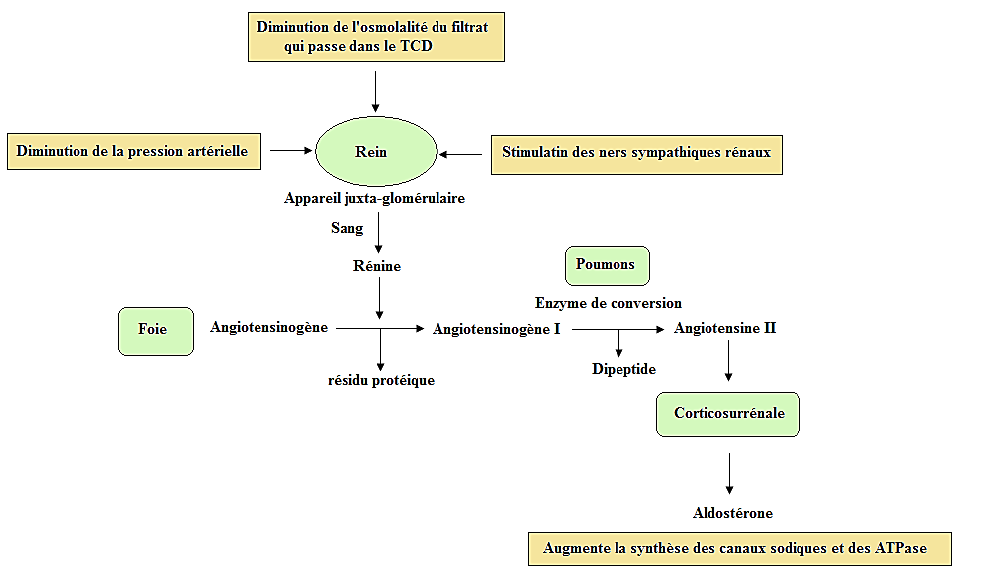 Diminution de l'osmolalité du filtrat
qui passe dans le TCD
Diminution de la pression artérielle
Rein
Stimulatin des ners sympathiques rénaux
Appareil juxta-glomérulaire
Sang
Rénine
Poumons
Enzyme de conversion
Foie
Angiotensinogène
Angiotensinogène I
Angiotensine II
Dipeptide
résidu protéique
Corticosurrénale
Aldostérone
Augmente la synthèse des canaux sodiques et des ATPase